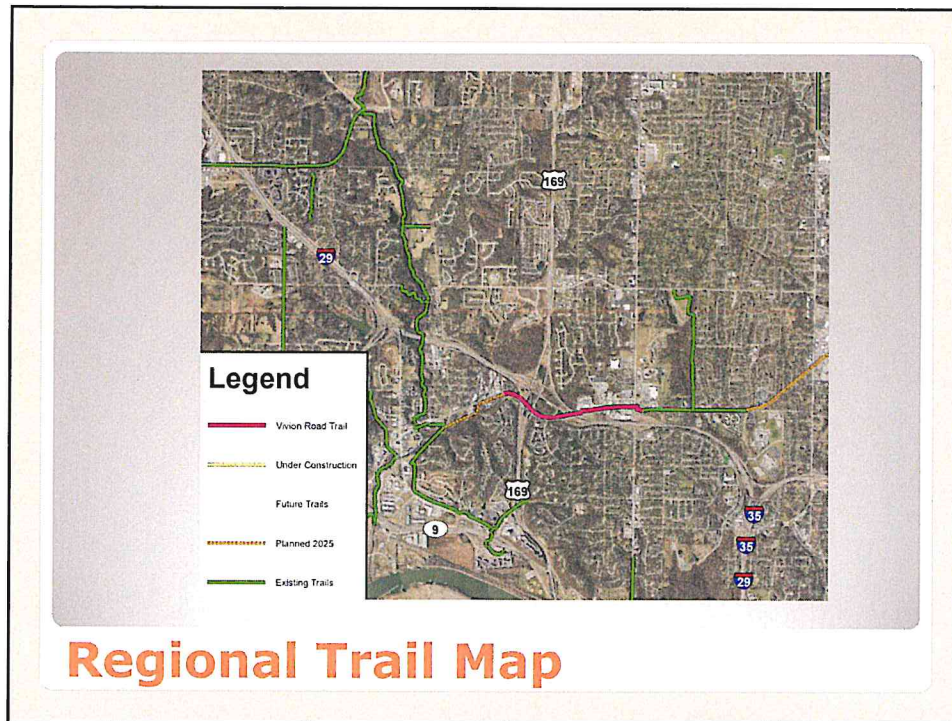 169
29
Legend
Vivion Road Trail
Under Construction
Future Trails
Planned 2025
Existing Trails
169
9
35
35
29
Regional Trail Map